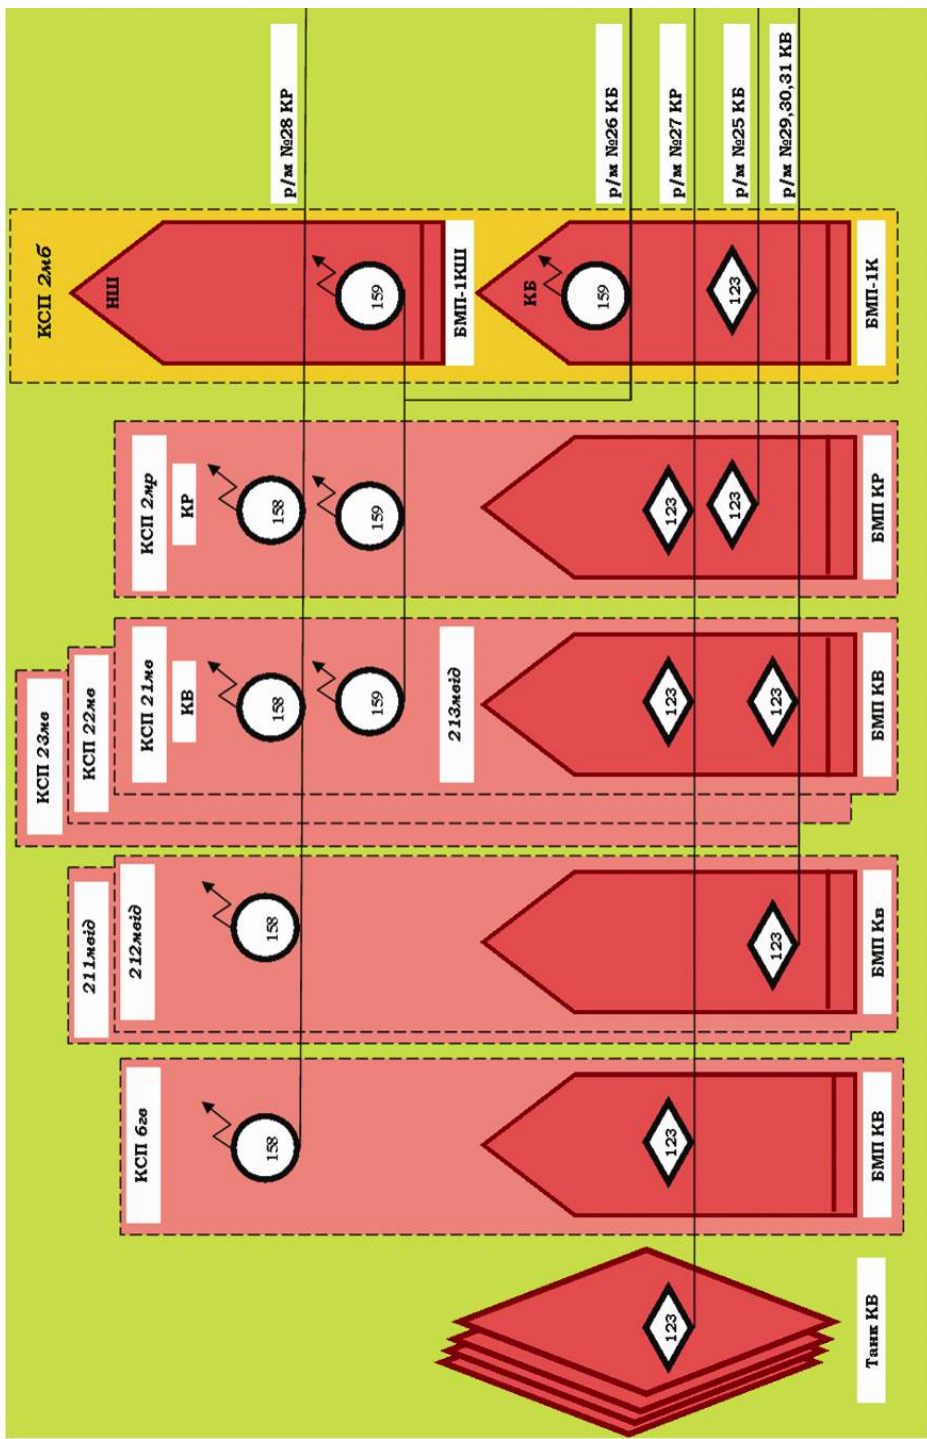 КСП 2мб
НШ
159
БМП-1КШ
КБ
159
123
БМП-1К
р/м №28 КР
р/м №26 КБ
р/м №27 КР
р/м №25 КБ
р/м №29,30,31 КВ
КСП 2мр
КР
158
159
123
123
БМП КР
КСП 23мв
КСП 22мв
КСП 21мв
КВ
158
159
213мвід
123
123
БМП КВ
211мвід
212мвід
158
123
БМП Кв
КСП 6гв
158
123
БМП КВ
123
Танк КВ